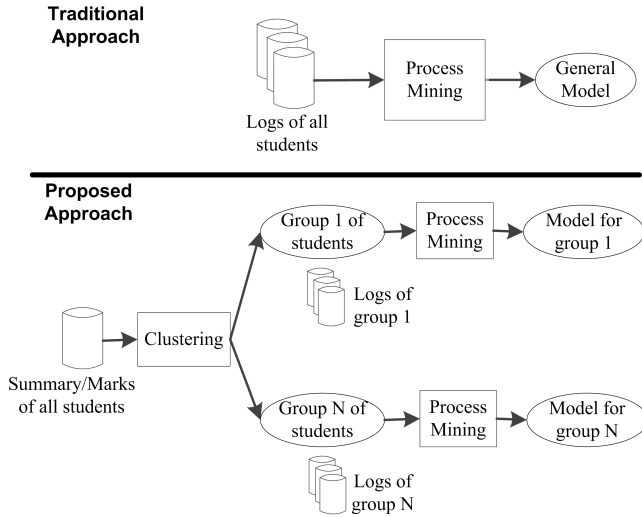 Traditional
Approach
Process
Mining
General
Model
Logs of all
students
Proposed
Approach
Group 1 of
students
Process
Mining
Model for
group 1
Logs of
group 1
Clustering
Summary/Marks
of all students
Group N of
students
Process
Mining
Model for
group N
Logs of
group N